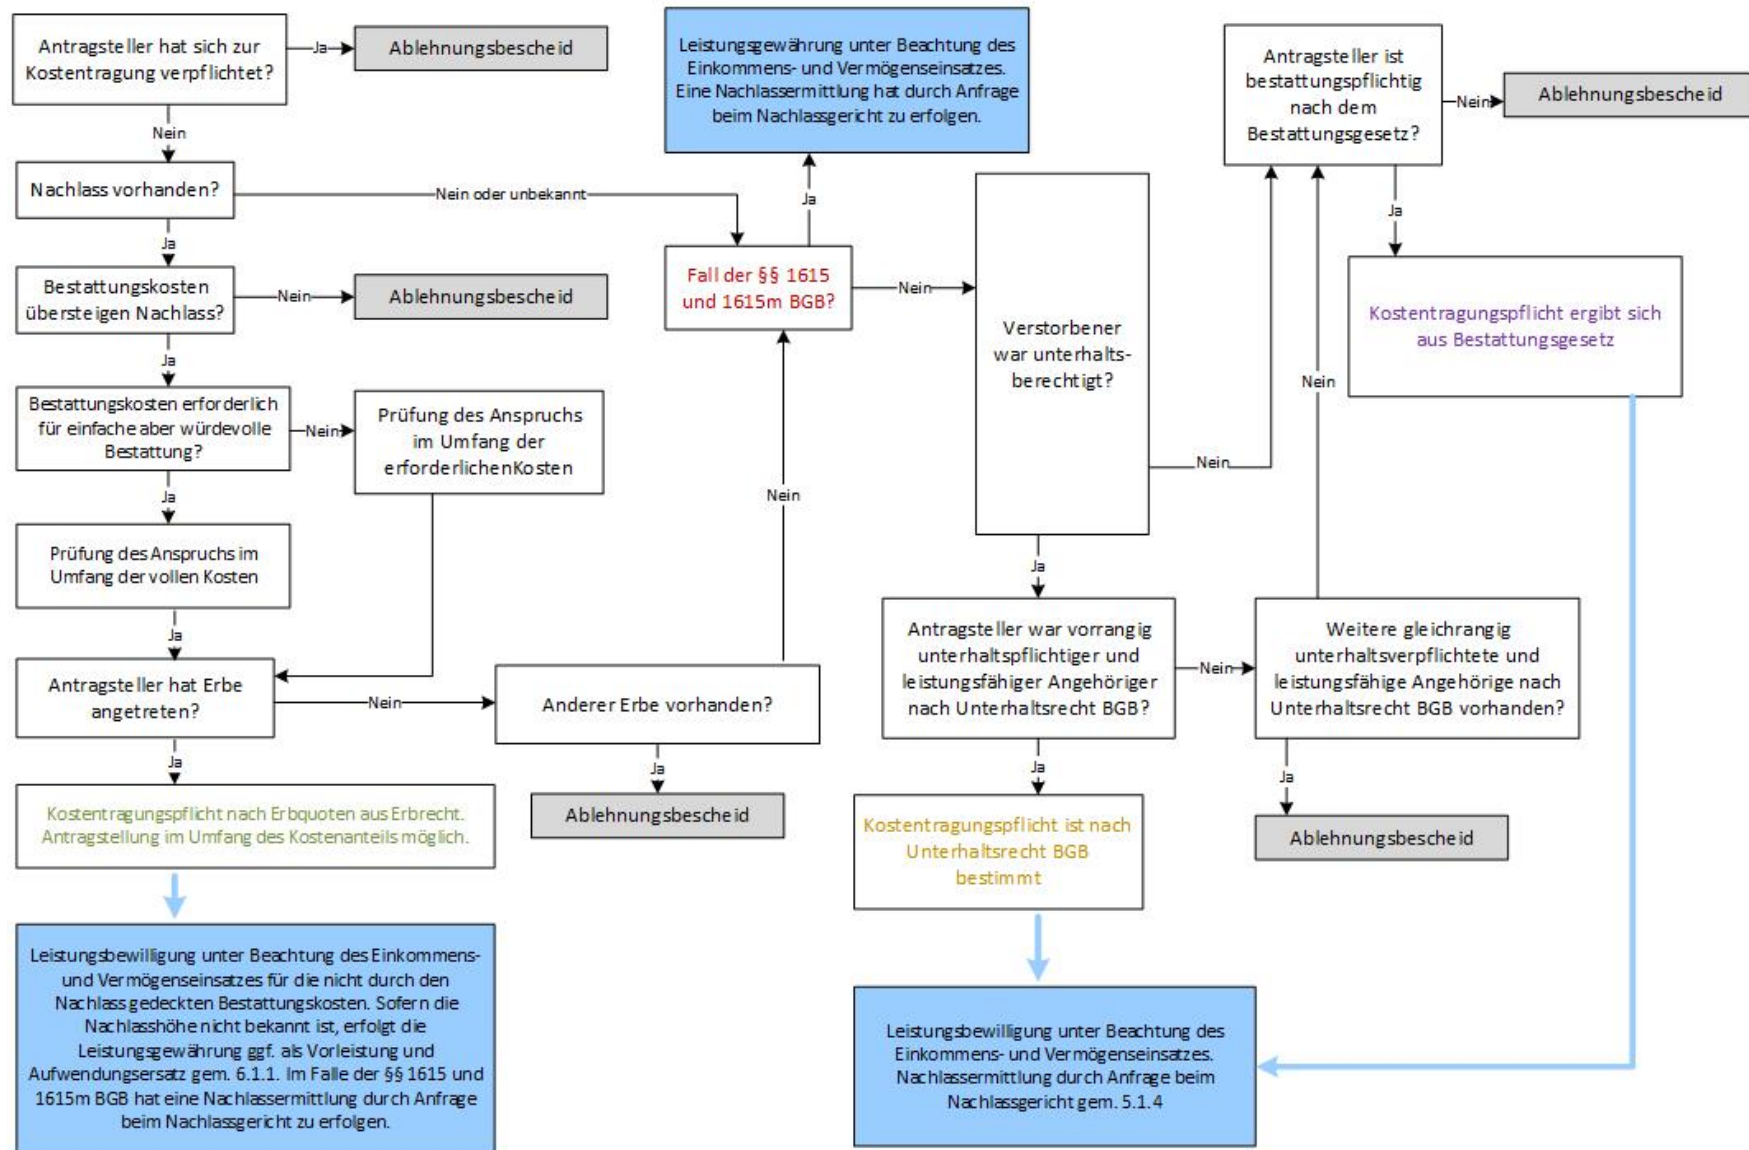 Antragsteller hat sich zur
Kostentragung verpflichtet?
Ja
Ablehnungsbescheid
Nein
Nachlass vorhanden?
Nein oder unbekannt
Ja
Bestattungskosten
übersteigen Nachlass?
Nein
Ablehnungsbescheid
Ja
Bestattungskosten erforderlich
für einfache aber würdevolle
Bestattung?
Nein
Prüfung des Anspruchs
im Umfang der
erforderlichen Kosten
Ja
Prüfung des Anspruchs im
Umfang der vollen Kosten
Ja
Antragsteller hat Erbe
angetreten?
Nein
Anderer Erbe vorhanden?
Nein
Ja
Ablehnungsbescheid
Ja
Kostentragungspflicht nach Erbquoten aus Erbrecht.
Antragstellung im Umfang des Kostenanteils möglich.
Leistungsbewilligung unter Beachtung des Einkommens-
und Vermögenseinsatzes für die nicht durch den
Nachlass gedeckten Bestattungskosten. Sofern die
Nachlasshöhe nicht bekannt ist, erfolgt die
Leistungsgewährung ggf. als Vorleistung und
Aufwendungsersatz gem. 6.1.1. Im Falle der §§ 1615 und
1615m BGB hat eine Nachlassermittlung durch Anfrage
beim Nachlassgericht zu erfolgen.
Leistungsgewährung unter Beachtung des
Einkommens- und Vermögenseinsatzes.
Eine Nachlassermittlung hat durch Anfrage
beim Nachlassgericht zu erfolgen.
Ja
Fall der §§ 1615
und 1615m BGB?
Nein
Verstorbener
war unterhalts-
berechtigt?
Nein
Ja
Antragsteller war vorrangig
unterhaltspflichtiger und
leistungsfähiger Angehöriger
nach Unterhaltsrecht BGB?
Nein
Weitere gleichrangig
unterhaltsverpflichtete und
leistungsfähige Angehörige nach
Unterhaltsrecht BGB vorhanden?
Nein
Ja
Ablehnungsbescheid
Ja
Kostentragungspflicht ist nach
Unterhaltsrecht BGB
bestimmt
Leistungsbewilligung unter Beachtung des
Einkommens- und Vermögenseinsatzes.
Nachlassermittlung durch Anfrage beim
Nachlassgericht gem. 5.1.4
Antragsteller ist
bestattungspflichtig
nach dem
Bestattungsgesetz?
Nein
Ablehnungsbescheid
Ja
Kostentragungspflicht ergibt sich
aus Bestattungsgesetz